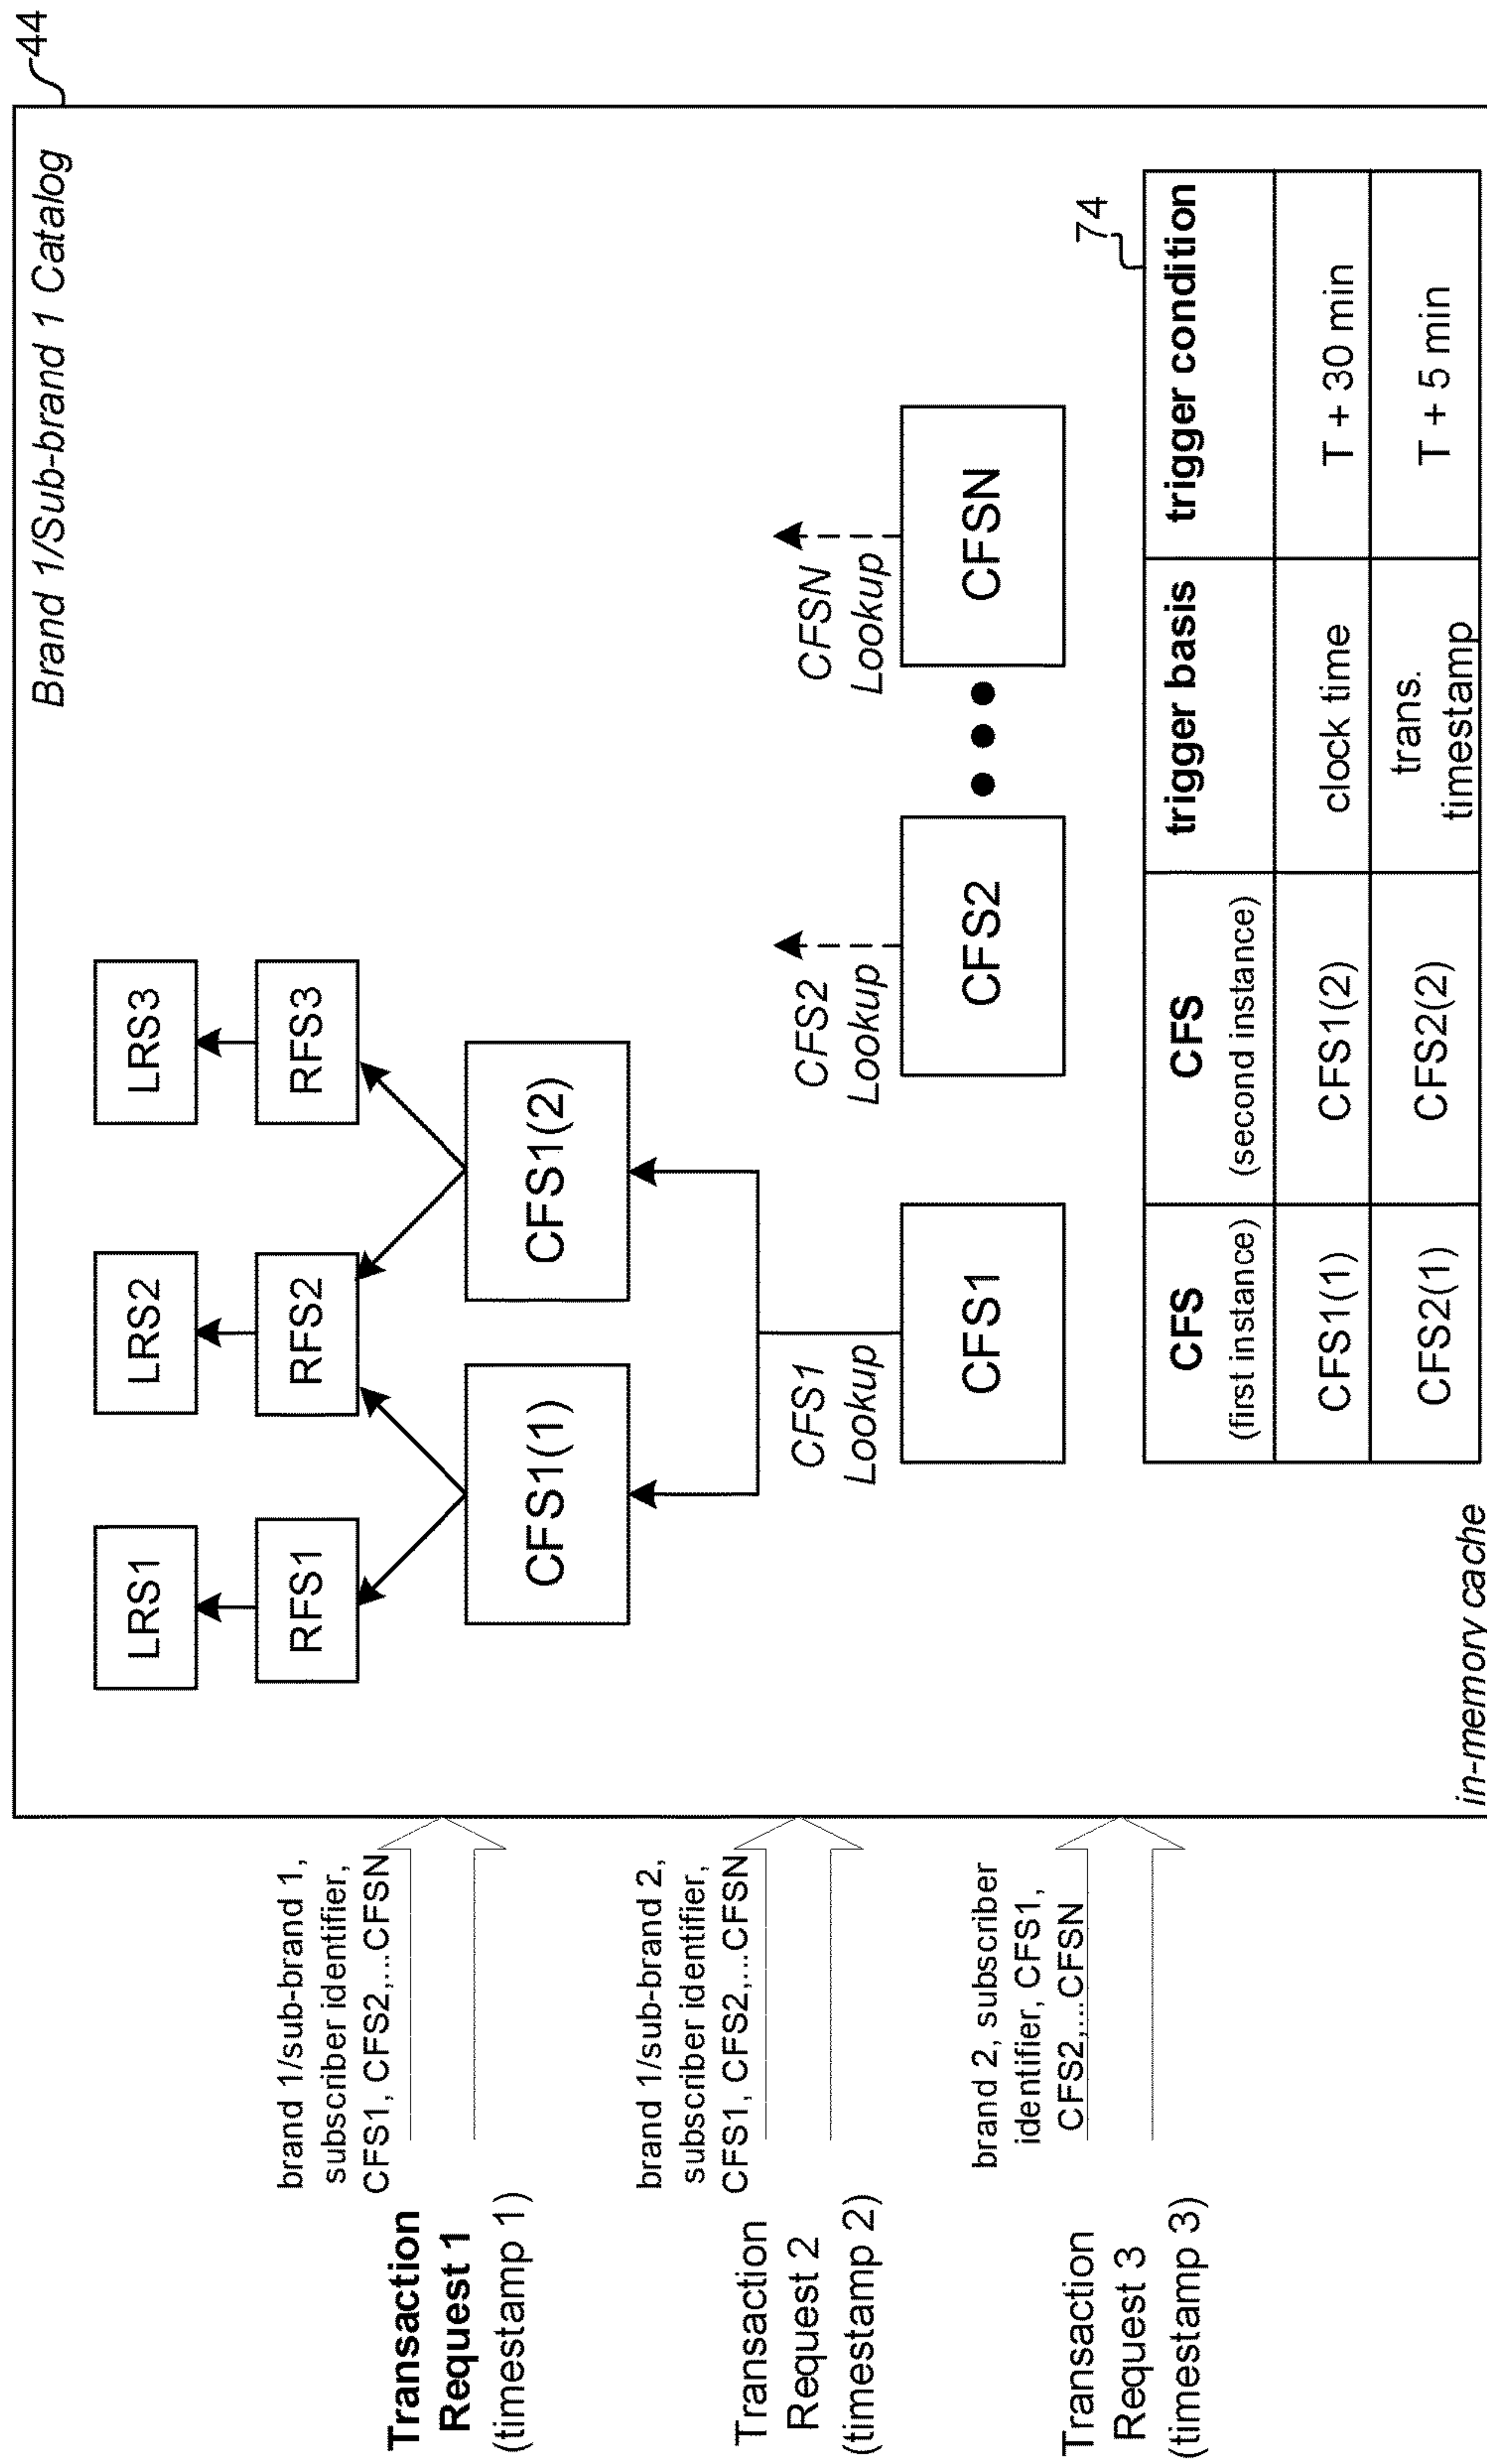 44
Brand 1/Sub-brand 1 Catalog
LRS1
LRS2
LRS3
RFS1
RFS2
RFS3
CFS1(1)
CFS1(2)
CFS1
Lookup
CFS2
Lookup
CFSN
Lookup
CFS1
CFS2
CFSN
74
CFS
(first instance)
CFS
(second instance)
trigger basis
trigger condition
CFS1(1)
CFS1(2)
clock time
T + 30 min
CFS2(1)
CFS2(2)
trans.
timestamp
T + 5 min
in-memory cache
brand 1/sub-brand 1,
subscriber identifier,
CFS1, CFS2,...CFSN
Transaction
Request 1
(timestamp 1)
brand 1/sub-brand 2,
subscriber identifier,
CFS1, CFS2,...CFSN
Transaction
Request 2
(timestamp 2)
brand 2, subscriber
identifier, CFS1,
CFS2,...CFSN
Transaction
Request 3
(timestamp 3)